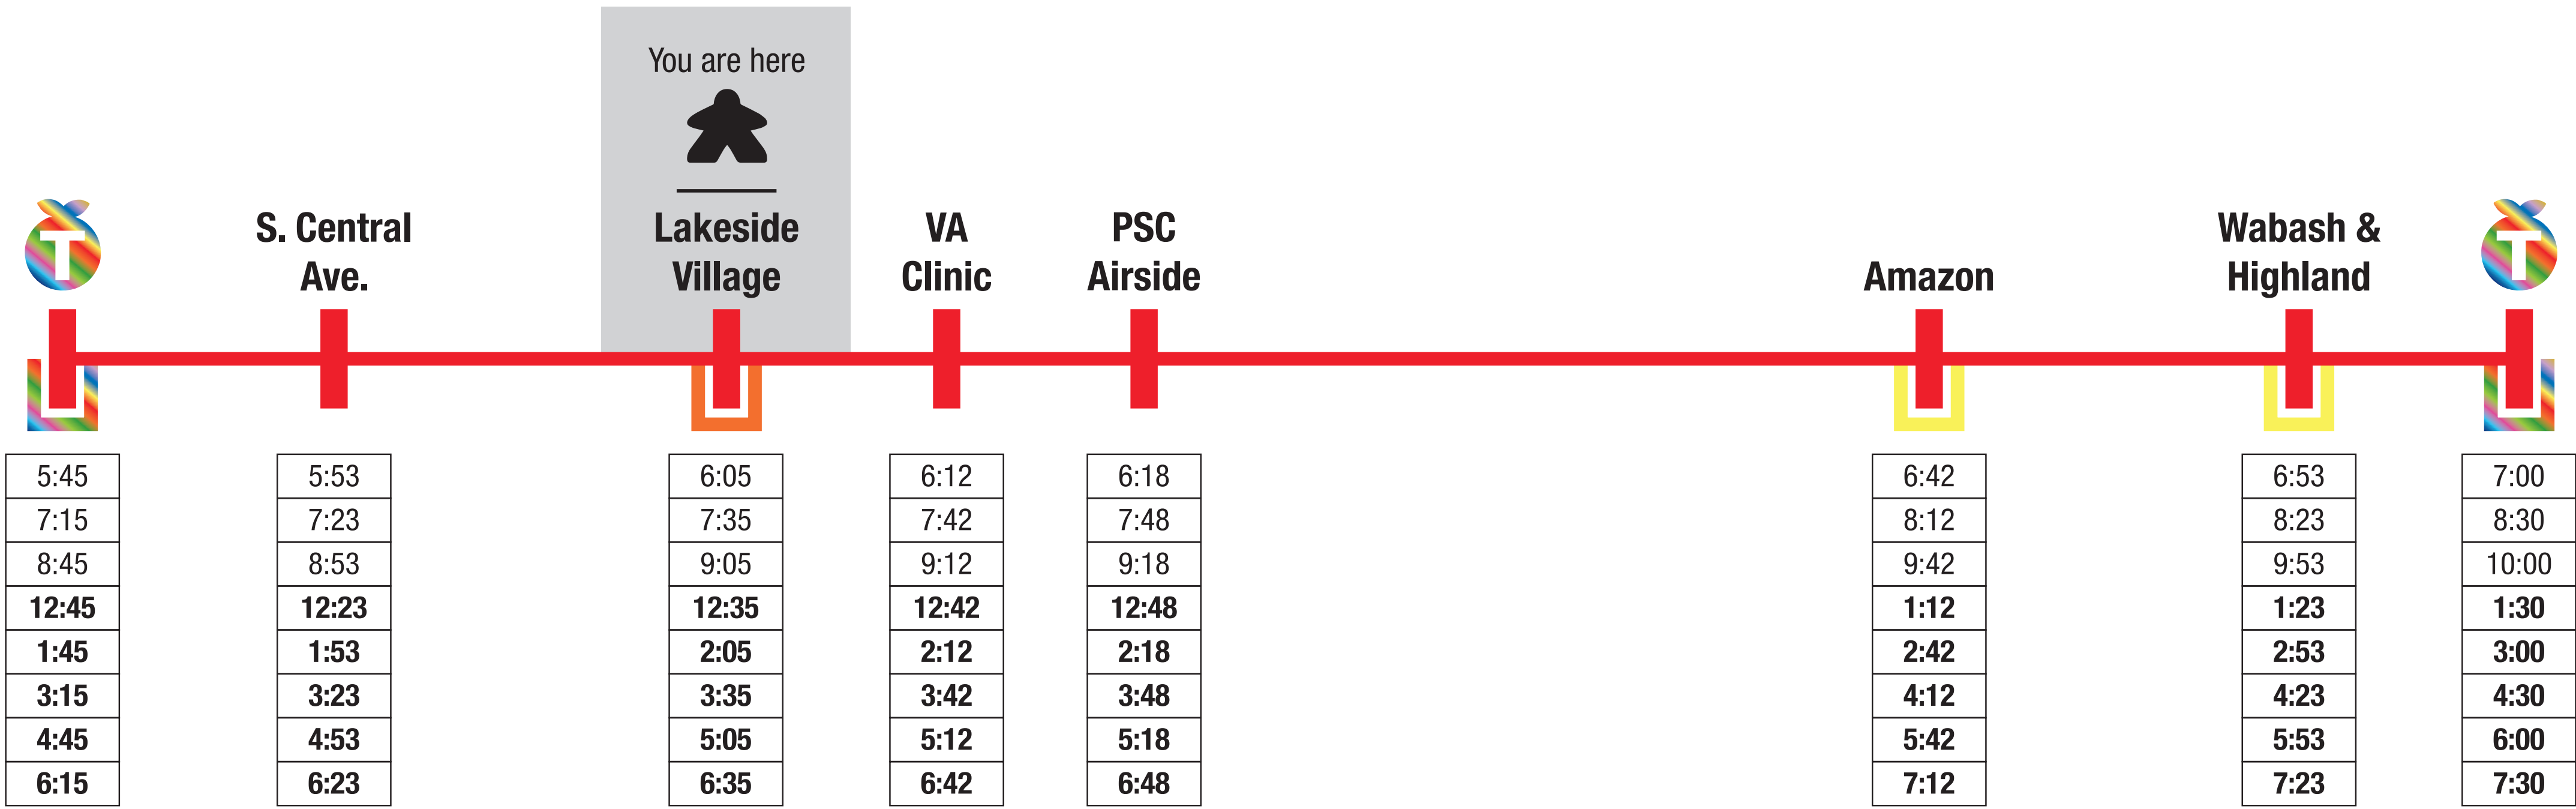 You are here
T
S. Central
Ave.
Lakeside
Village
VA
Clinic
PSC
Airside
Amazon
Wabash &
Highland
T
5:45 5:53 6:05 6:12 6:18 6:42 6:53 7:00
7:15 7:23 7:35 7:42 7:48 8:12 8:23 8:30
8:45 8:53 9:05 9:12 9:18 9:42 9:53 10:00
12:45 12:23 12:35 12:42 12:48 1:12 1:23 1:30
1:45 1:53 2:05 2:12 2:18 2:42 2:53 3:00
3:15 3:23 3:35 3:42 3:48 4:12 4:23 4:30
4:45 4:53 5:05 5:12 5:18 5:42 5:53 6:00
6:15 6:23 6:35 6:42 6:48 7:12 7:23 7:30